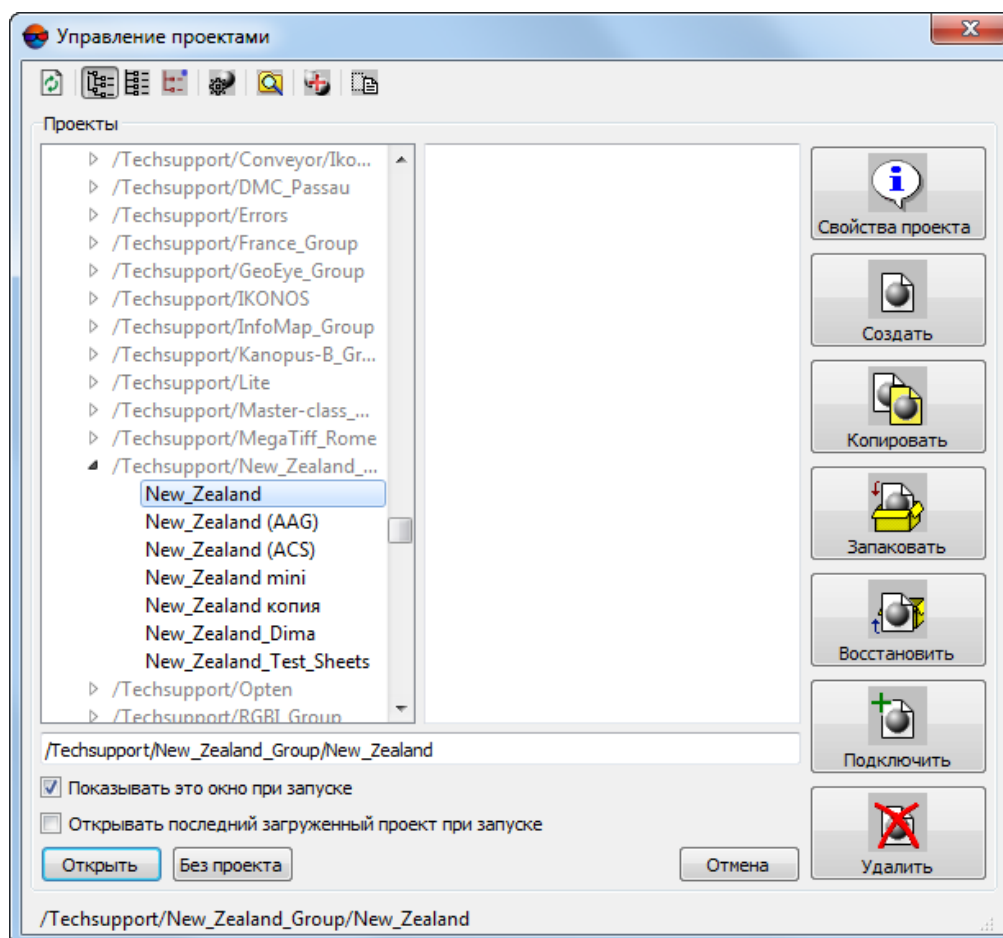 Управление проектами
Проекты
/Techsupport/Conveyor/Iko...
/Techsupport/DMC_Passau
/Techsupport/Errors
/Techsupport/France_Group
/Techsupport/GeoEye_Group
/Techsupport/IKONOS
/Techsupport/InfoMap_Group
/Techsupport/Kanopus-B_Gr...
/Techsupport/Lite
/Techsupport/Master-class_...
/Techsupport/MegaTiff_Rome
/Techsupport/New_Zealand_...
New_Zealand
New_Zealand (AAG)
New_Zealand (ACS)
New_Zealand mini
New_Zealand копия
New_Zealand_Dima
New_Zealand_Test_Sheets
/Techsupport/Opten
/Techsupport/RGBI_Group
/Techsupport/New_Zealand_Group/New_Zealand
Показывать это окно при запуске
Открывать последний загруженный проект при запуске
Открыть
Без проекта
Отмена
Свойства проекта
Создать
Копировать
Запаковать
Восстановить
Подключить
Удалить
/Techsupport/New_Zealand_Group/New_Zealand